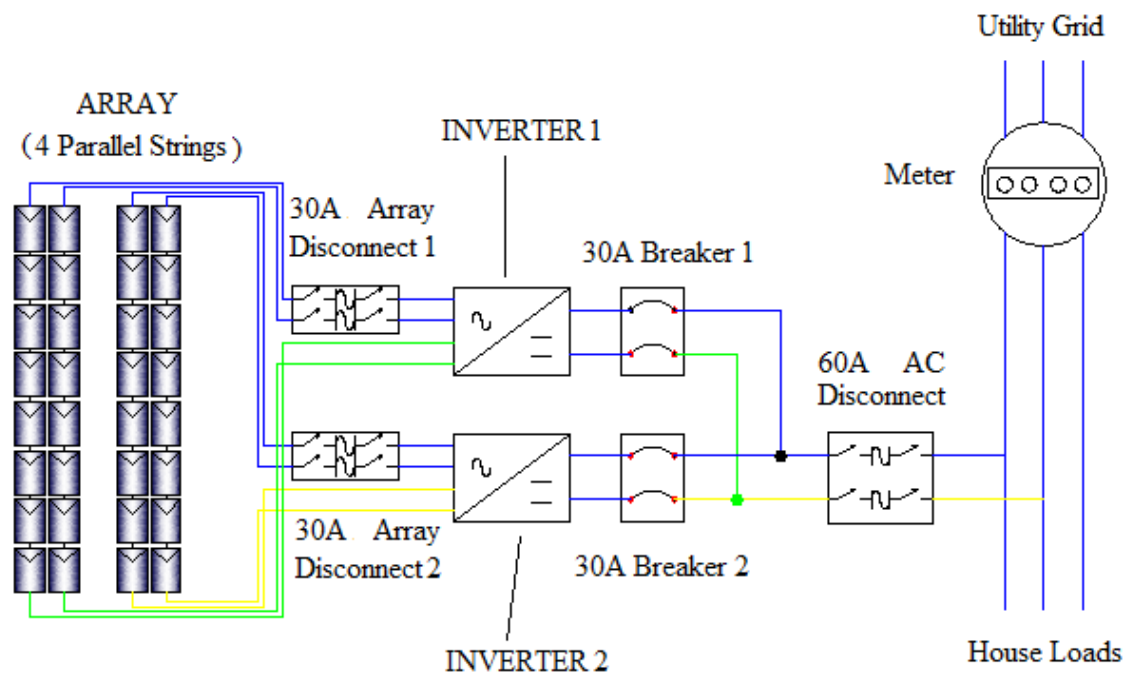 Utility Grid
ARRAY
(4 Parallel Strings)
INVERTER 1
Meter
30A Array
Disconnect 1
30A Breaker 1
60A AC
Disconnect
30A Array
Disconnect 2
30A Breaker 2
INVERTER 2
House Loads